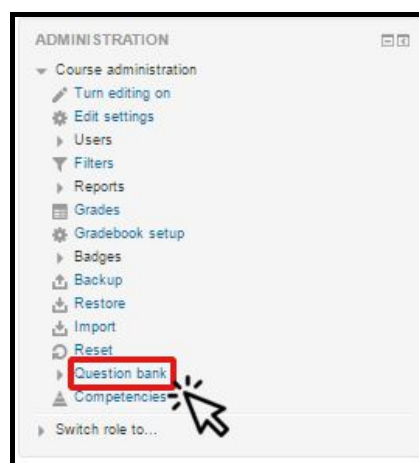 ADMINISTRATION
Course administration
Turn editing on
Edit settings
Users
Filters
Reports
Grades
Gradebook setup
Badges
Backup
Restore
Import
Reset
Question bank
Competencies
Switch role to...